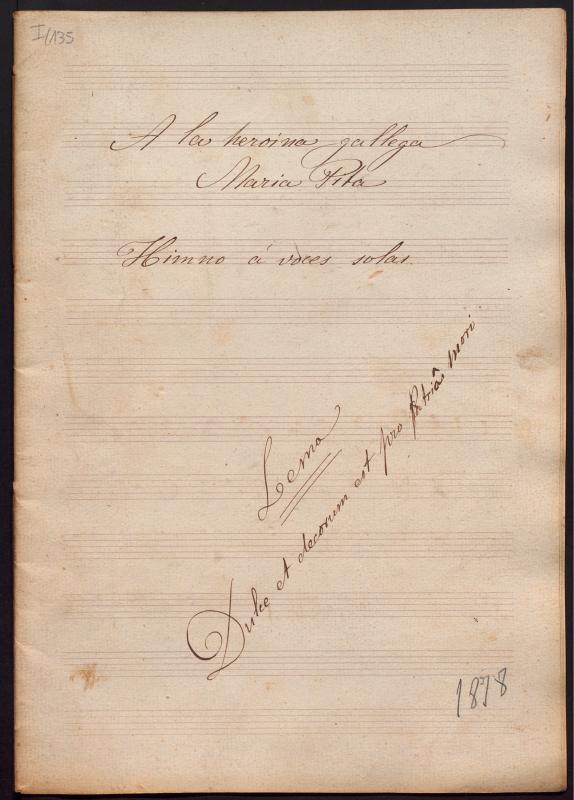 I/135
A la heroina gallega
Maria Pita
Himno á voces solas.
Lema
Dulce et decorum est pro Patriâ mori
1878